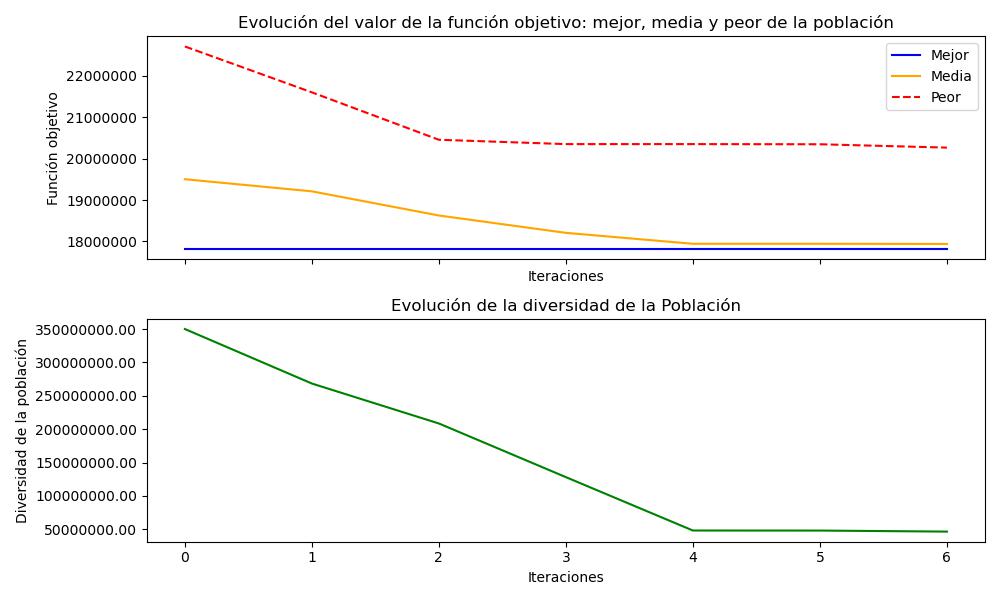 Evolución del valor de la función objetivo: mejor, media y peor de la población
Función objetivo
22000000
21000000
20000000
19000000
18000000
Mejor
Media
Peor
Iteraciones
Evolución de la diversidad de la Población
Diversidad de la población
350000000.00
300000000.00
250000000.00
200000000.00
150000000.00
100000000.00
50000000.00
0 1 2 3 4 5 6
Iteraciones